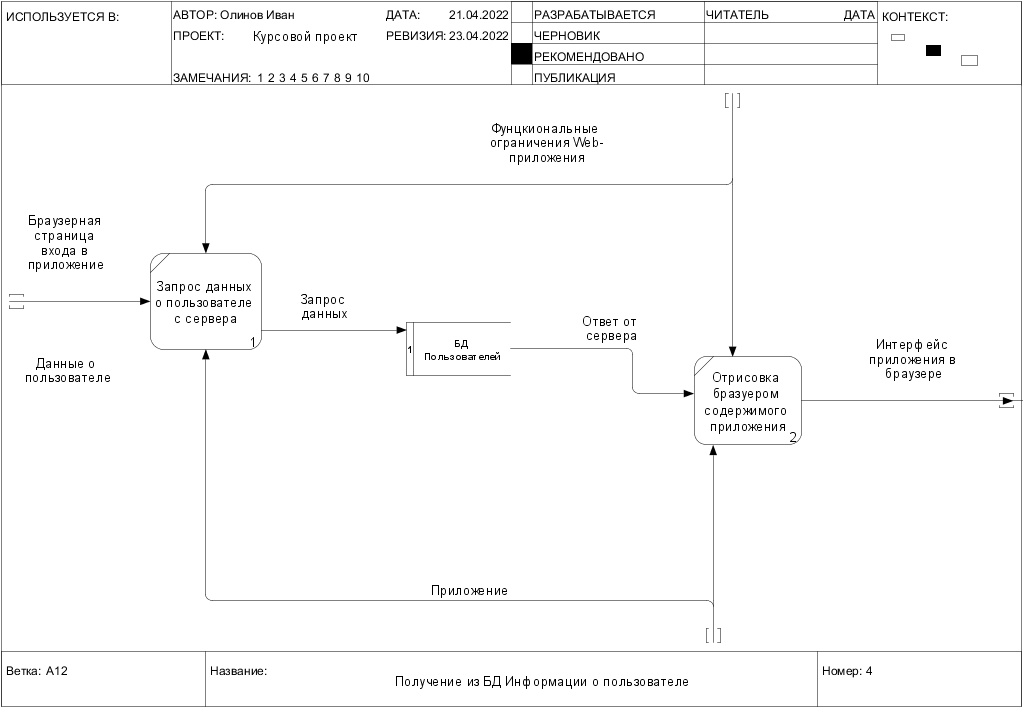 ИСПОЛЬЗУЕТСЯ В:
АВТОР: Олинов Иван
ДАТА: 21.04.2022
ПРОЕКТ: Курсовой проект
РЕВИЗИЯ: 23.04.2022
ЗАМЕЧАНИЯ: 1 2 3 4 5 6 7 8 9 10
РАЗРАБАТЫВАЕТСЯ
ЧЕРНОВИК
РЕКОМЕНДОВАНО
ПУБЛИКАЦИЯ
ЧИТАТЕЛЬ ДАТА
КОНТЕКСТ:
Фунцкиональные
ограничения Web-
приложения
Браузерная
страница
входа в
приложение
Запрос данных
о пользователе
с сервера
1
Запрос
данных
1
БД
Пользователей
Ответ от
сервера
Данные о
пользователе
Интерфейс
приложения в
браузере
Отрисовка
бразуером
содержимого
приложения
2
Приложение
Ветка: A12
Название:
Получение из БД Информации о пользователе
Номер: 4